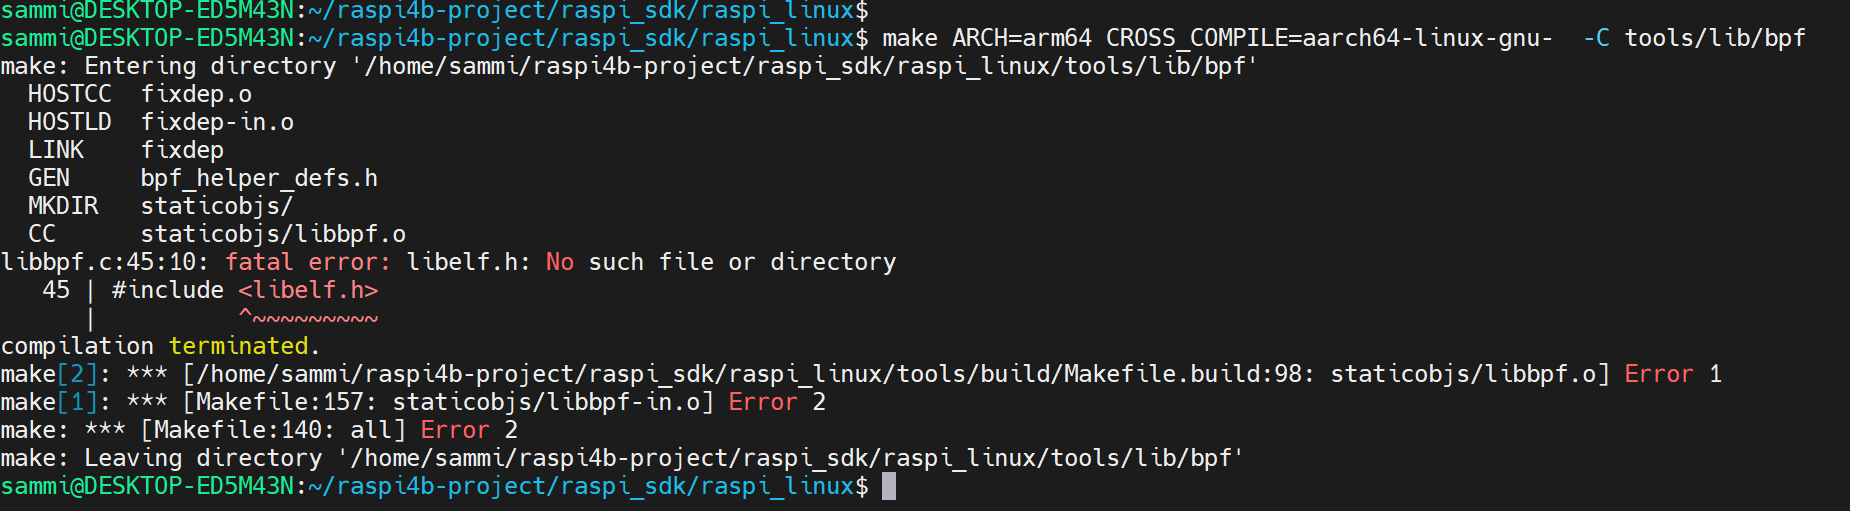 sammi@DESKTOP-ED5M43N:~/raspi4b-project/raspi_sdk/raspi_linux$
sammi@DESKTOP-ED5M43N:~/raspi4b-project/raspi_sdk/raspi_linux$ make ARCH=arm64 CROSS_COMPILE=aarch64-linux-gnu-  -C tools/lib/bpf
make: Entering directory '/home/sammi/raspi4b-project/raspi_sdk/raspi_linux/tools/lib/bpf'
  HOSTCC  fixdep.o
  HOSTLD  fixdep-in.o
  LINK    fixdep
  GEN     bpf_helper_defs.h
  MKDIR   staticobjs/
  CC      staticobjs/libbpf.o
libbpf.c:45:10: fatal error: libelf.h: No such file or directory
   45 | #include <libelf.h>
      |          ^~~~~~~~~~
compilation terminated.
make[2]: *** [/home/sammi/raspi4b-project/raspi_sdk/raspi_linux/tools/build/Makefile.build:98: staticobjs/libbpf.o] Error 1
make[1]: *** [Makefile:157: staticobjs/libbpf-in.o] Error 2
make: *** [Makefile:140: all] Error 2
make: Leaving directory '/home/sammi/raspi4b-project/raspi_sdk/raspi_linux/tools/lib/bpf'
sammi@DESKTOP-ED5M43N:~/raspi4b-project/raspi_sdk/raspi_linux$